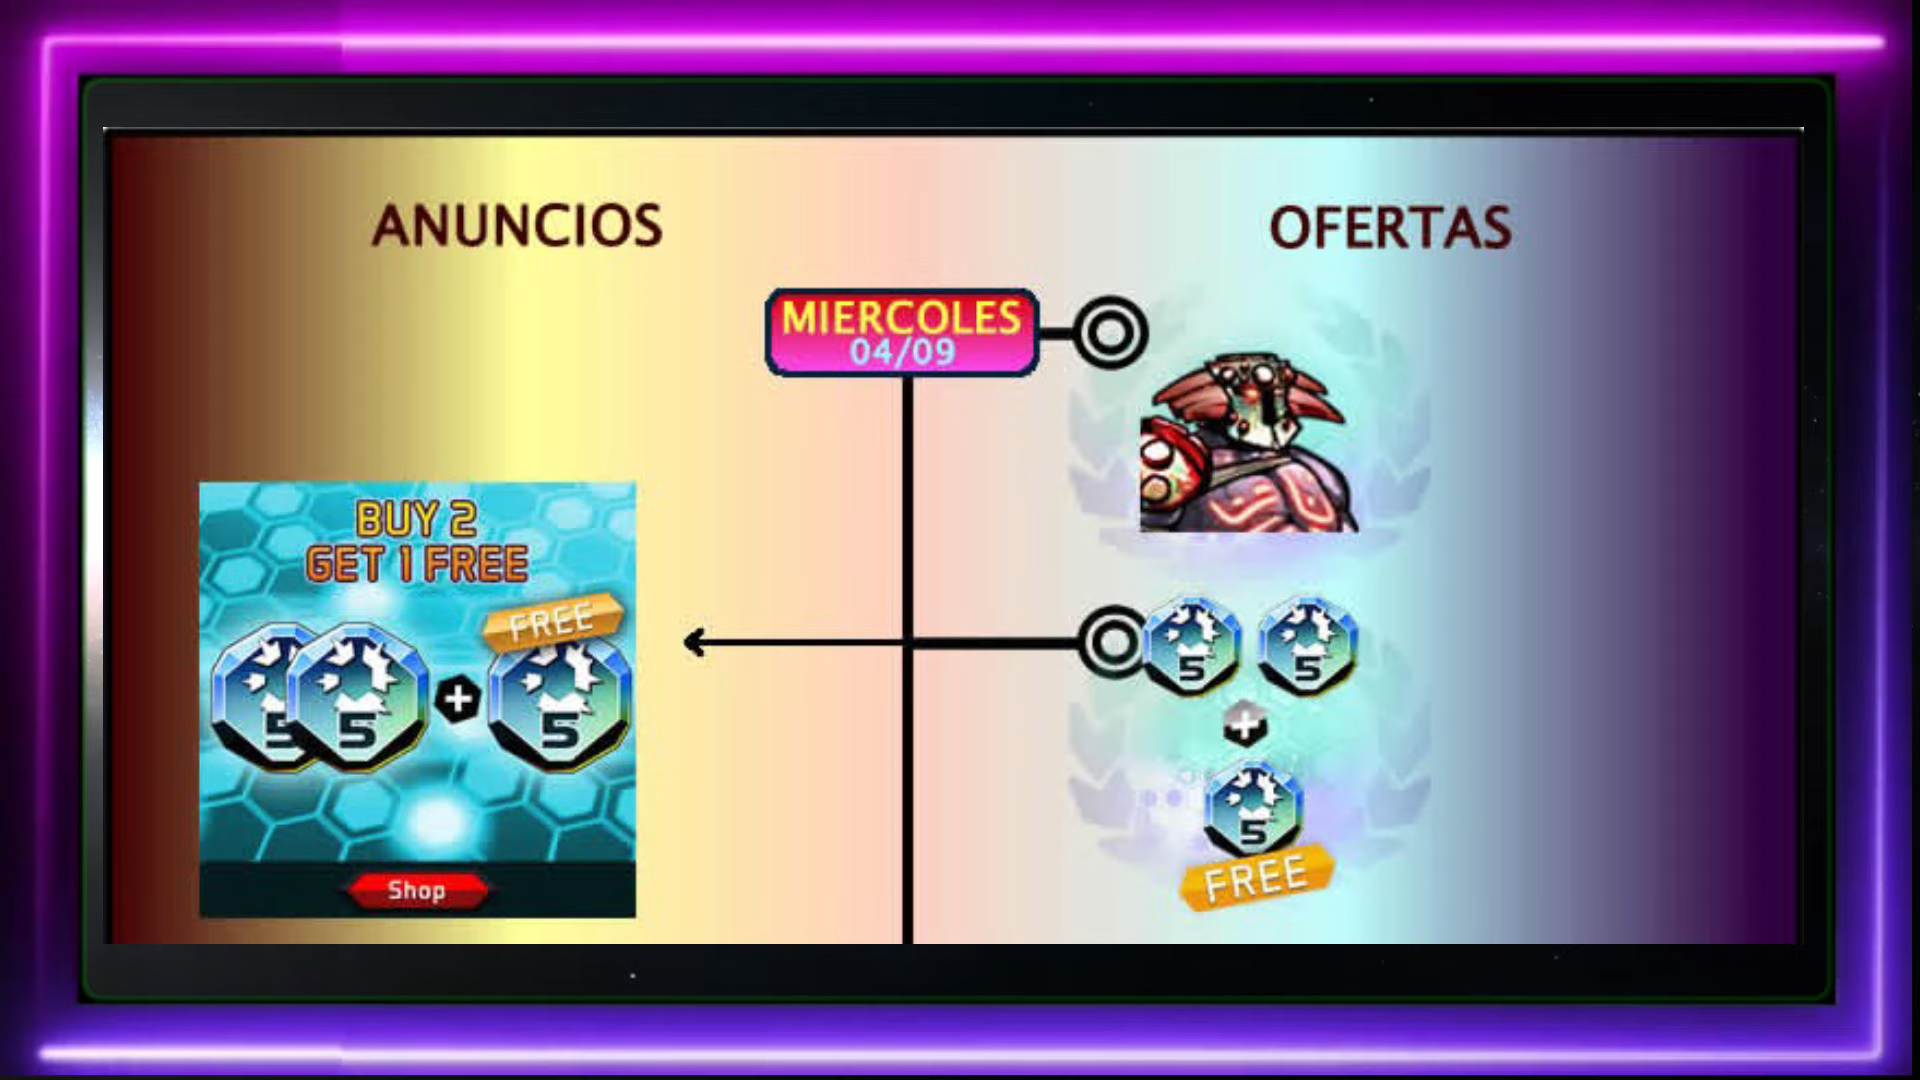 ANUNCIOS
OFERTAS
MIERCOLES
04/09
BUY 2
GET 1 FREE
FREE
5 5 + 5
Shop
5 5
+
5
FREE